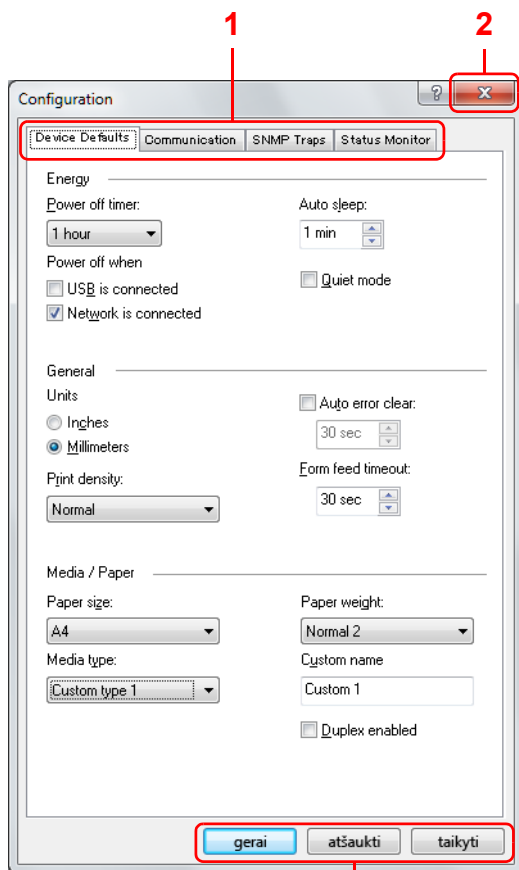 1
2
Configuration
?
X
Device Defaults Communication SNMP Traps Status Monitor
Energy
Power off timer:
1 hour
Auto sleep:
1 min
Power off when
USB is connected
Network is connected
Quiet mode
General
Units
Inches
Millimeters
Auto error clear:
30 sec
Print density:
Normal
Form feed timeout:
30 sec
Media / Paper
Paper size:
A4
Paper weight:
Normal 2
Media type:
Custom type 1
Custom name
Custom 1
Duplex enabled
gerai atšaukti taikyti